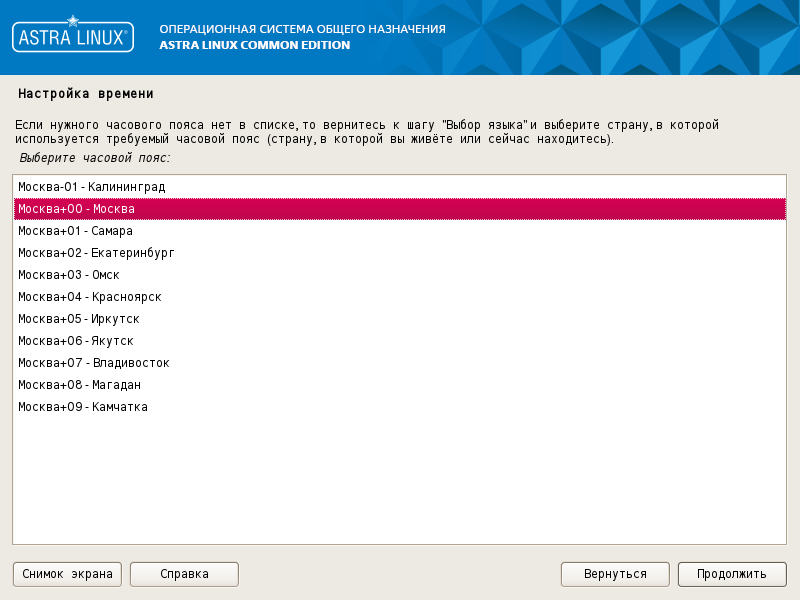 ASTRA LINUX®
ОПЕРАЦИОННАЯ СИСТЕМА ОБЩЕГО НАЗНАЧЕНИЯ
ASTRA LINUX COMMON EDITION
Настройка времени
Если нужного часового пояса нет в списке, то вернитесь к шагу "Выбор языка" и выберите страну, в которой
используется требуемый часовой пояс (страну, в которой вы живёте или сейчас находитесь).
Выберите часовой пояс:
Москва-01 - Калининград
Москва+00 - Москва
Москва+01 - Самара
Москва+02 - Екатеринбург
Москва+03 - Омск
Москва+04 - Красноярск
Москва+05 - Иркутск
Москва+06 - Якутск
Москва+07 - Владивосток
Москва+08 - Магадан
Москва+09 - Камчатка
Снимок экрана
Справка
Вернуться
Продолжить